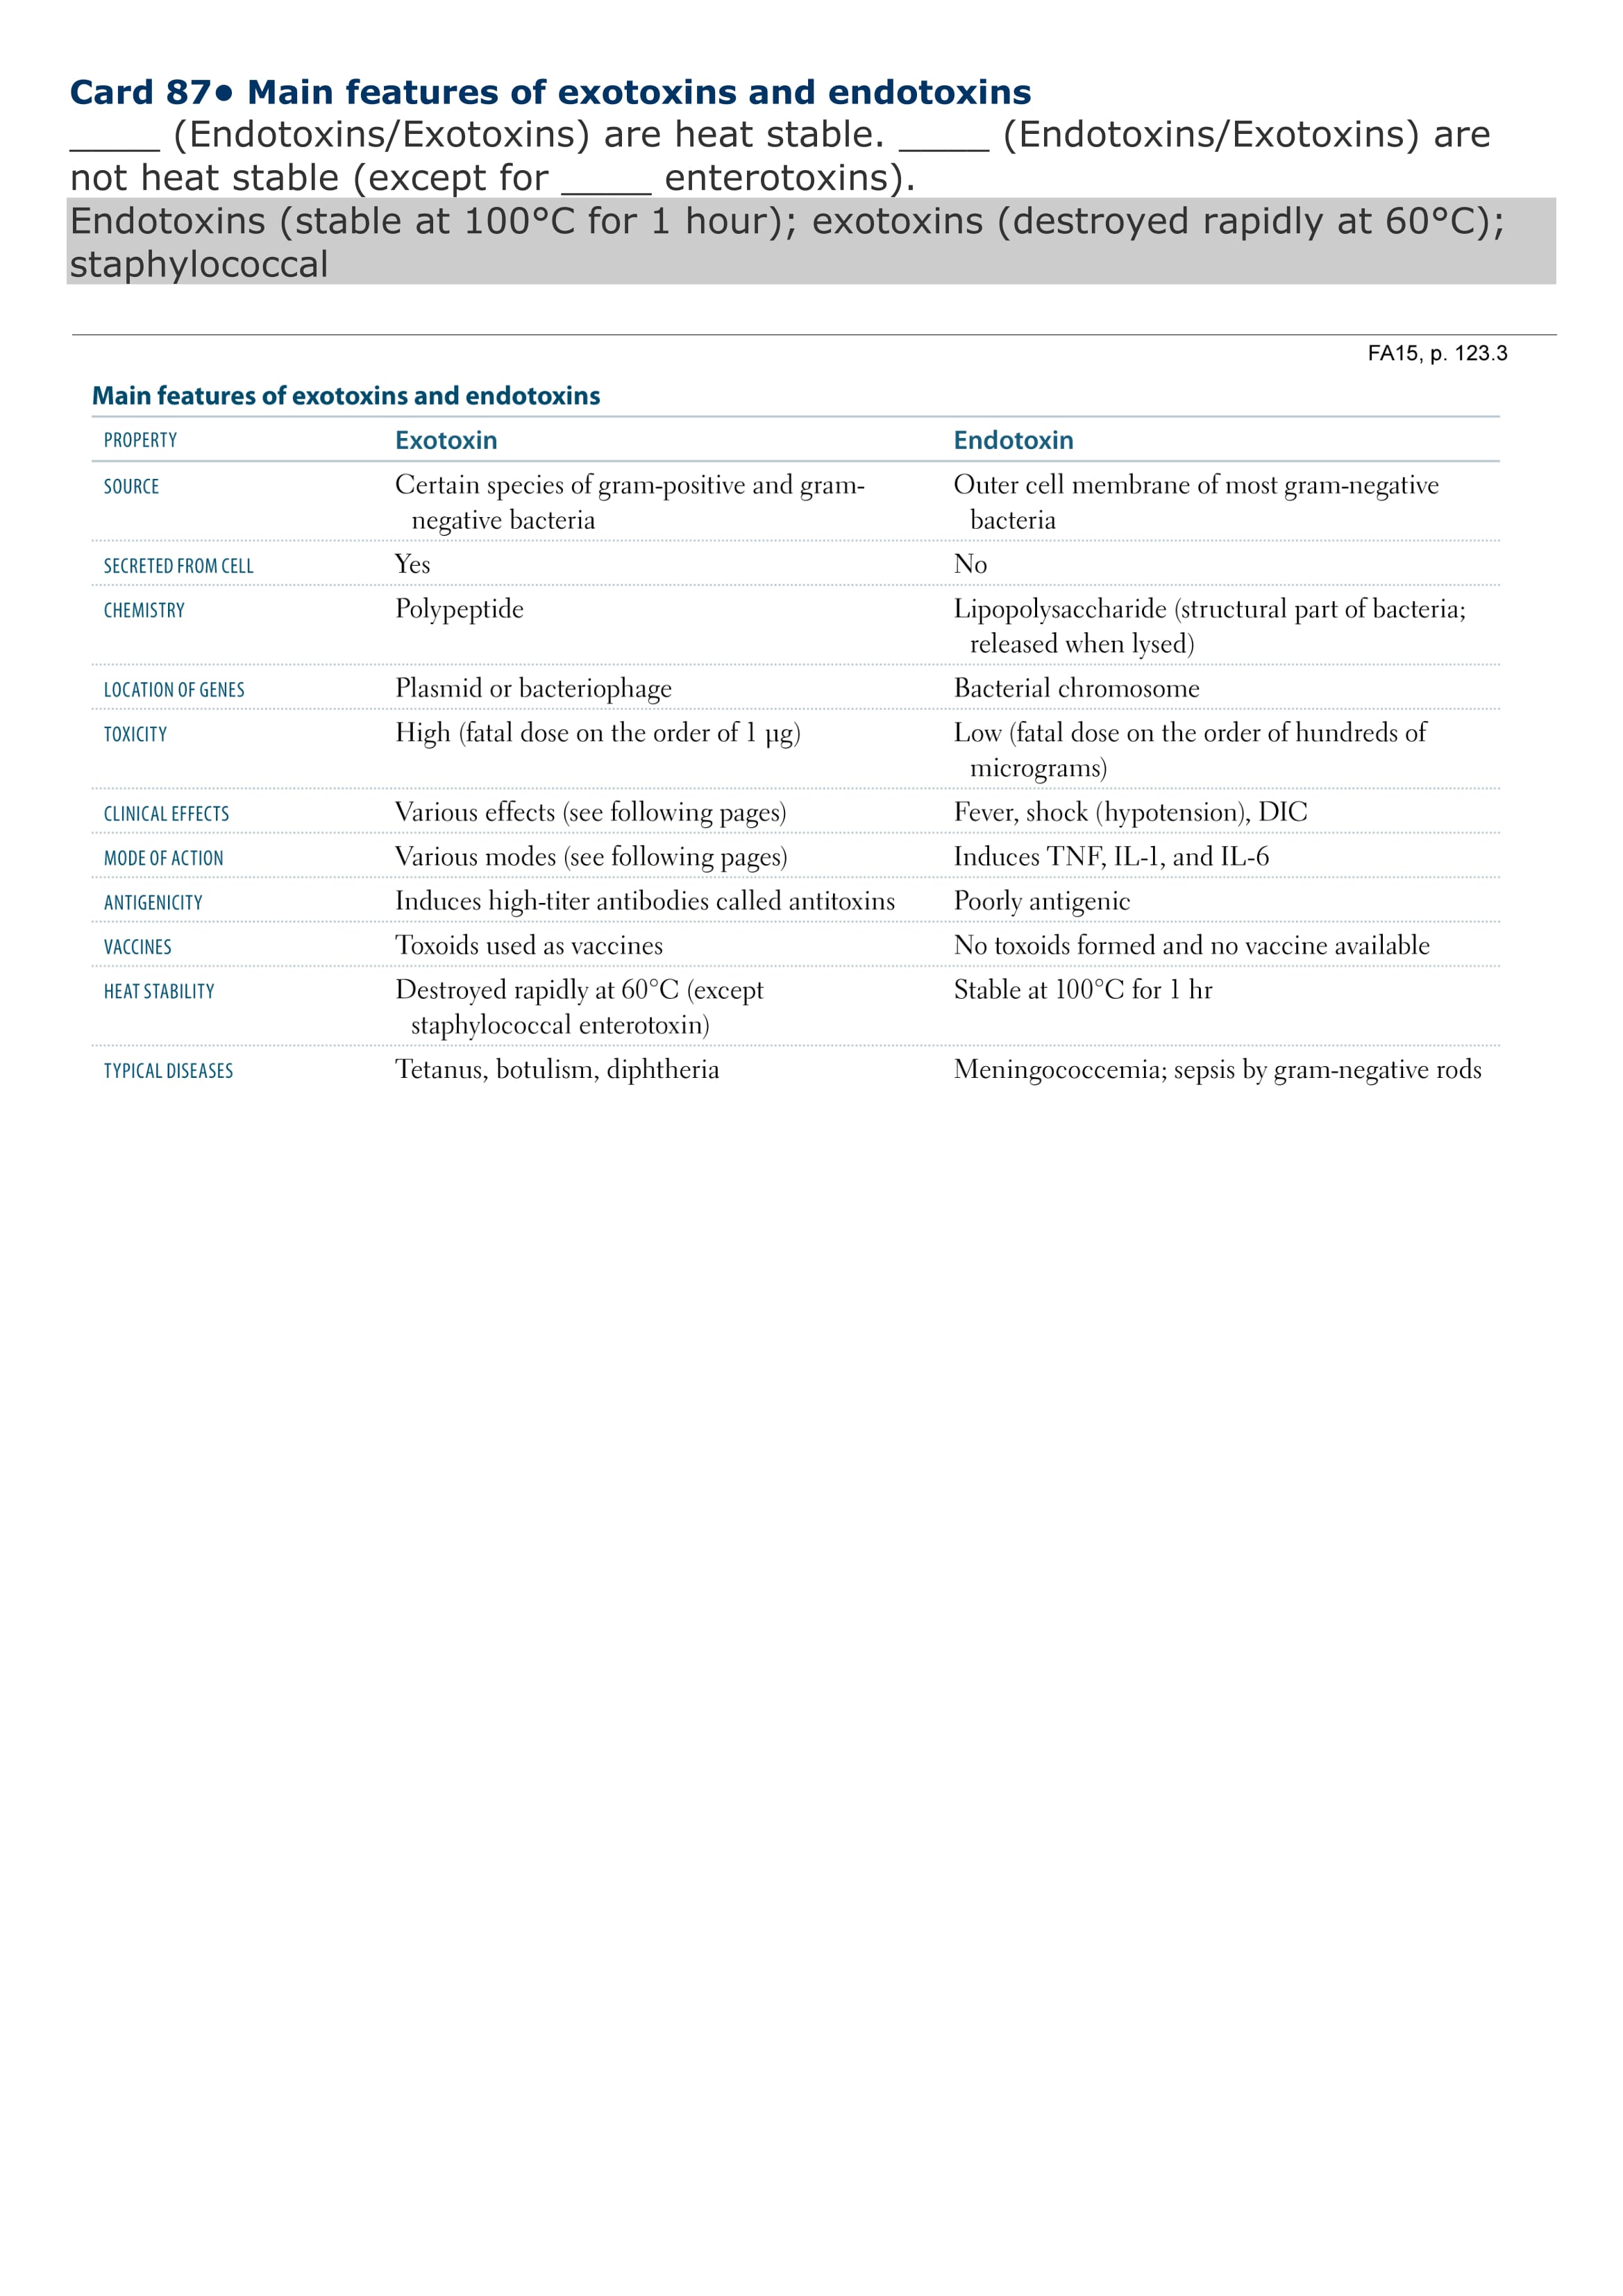 Card 87● Main features of exotoxins and endotoxins
_____ (Endotoxins/Exotoxins) are heat stable. _____ (Endotoxins/Exotoxins) are
not heat stable (except for _____ enterotoxins).
Endotoxins (stable at 100°C for 1 hour); exotoxins (destroyed rapidly at 60°C);
staphylococcal
FA15, p. 123.3
Main features of exotoxins and endotoxins
PROPERTY Exotoxin Endotoxin
SOURCE Certain species of gram-positive and gram- Outer cell membrane of most gram-negative
negative bacteria bacteria
SECRETED FROM CELL Yes No
CHEMISTRY Polypeptide Lipopolysaccharide (structural part of bacteria;
released when lysed)
LOCATION OF GENES Plasmid or bacteriophage Bacterial chromosome
TOXICITY High (fatal dose on the order of 1 µg) Low (fatal dose on the order of hundreds of
micrograms)
CLINICAL EFFECTS Various effects (see following pages) Fever, shock (hypotension), DIC
MODE OF ACTION Various modes (see following pages) Induces TNF, IL-1, and IL-6
ANTIGENICITY Induces high-titer antibodies called antitoxins Poorly antigenic
VACCINES Toxoids used as vaccines No toxoids formed and no vaccine available
HEAT STABILITY Destroyed rapidly at 60°C (except Stable at 100°C for 1 hr
staphylococcal enterotoxin)
TYPICAL DISEASES Tetanus, botulism, diphtheria Meningococcemia; sepsis by gram-negative rods